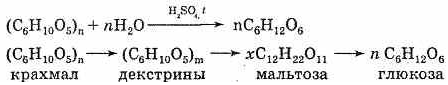 H₂SO₄, t
(C₆H₁₀O₅)ₙ + nH₂O ⟶ nC₆H₁₂O₆
(C₆H₁₀O₅)ₙ ⟶ (C₆H₁₀O₅)ₘ ⟶ xC₁₂H₂₂O₁₁ ⟶ n C₆H₁₂O₆
крахмал декстрины мальтоза глюкоза